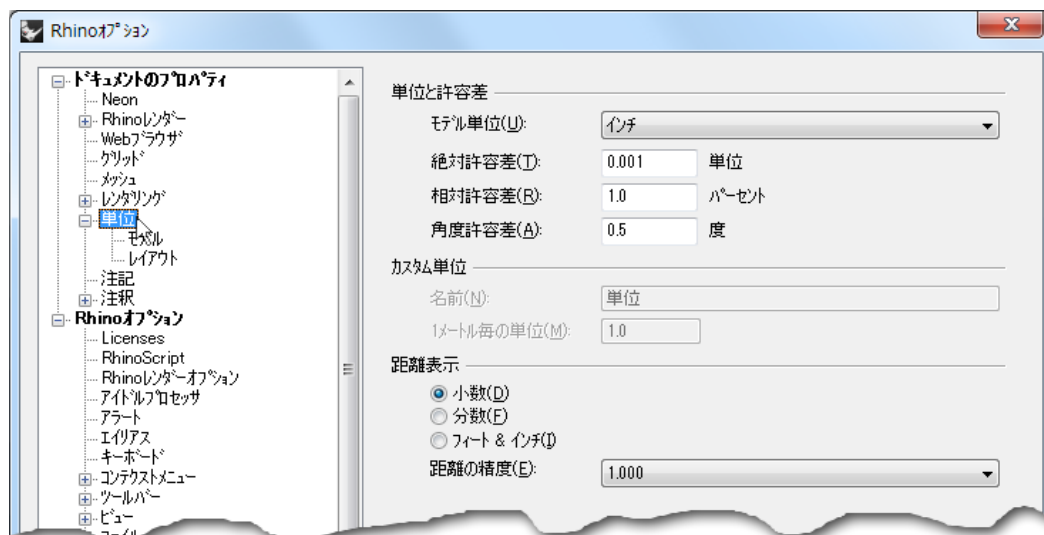 Rhinoオプション
ドキュメントのプロパティ
Neon
Rhinoレンダー
Webブラウザ
グリッド
メッシュ
レンダリング
単位
モデル
レイアウト
注記
注釈
Rhinoオプション
Licenses
RhinoScript
Rhinoレンダーオプション
アイドルプロセッサ
アラート
エイリアス
キーボード
コンテクストメニュー
ツールバー
ビュー
単位と許容差
モデル単位(U): インチ
絶対許容差(T): 0.001 単位
相対許容差(R): 1.0 パーセント
角度許容差(A): 0.5 度
カスタム単位
名前(N): 単位
1メートル毎の単位(M): 1.0
距離表示
小数(D)
分数(F)
フィート & インチ(I)
距離の精度(E): 1.000